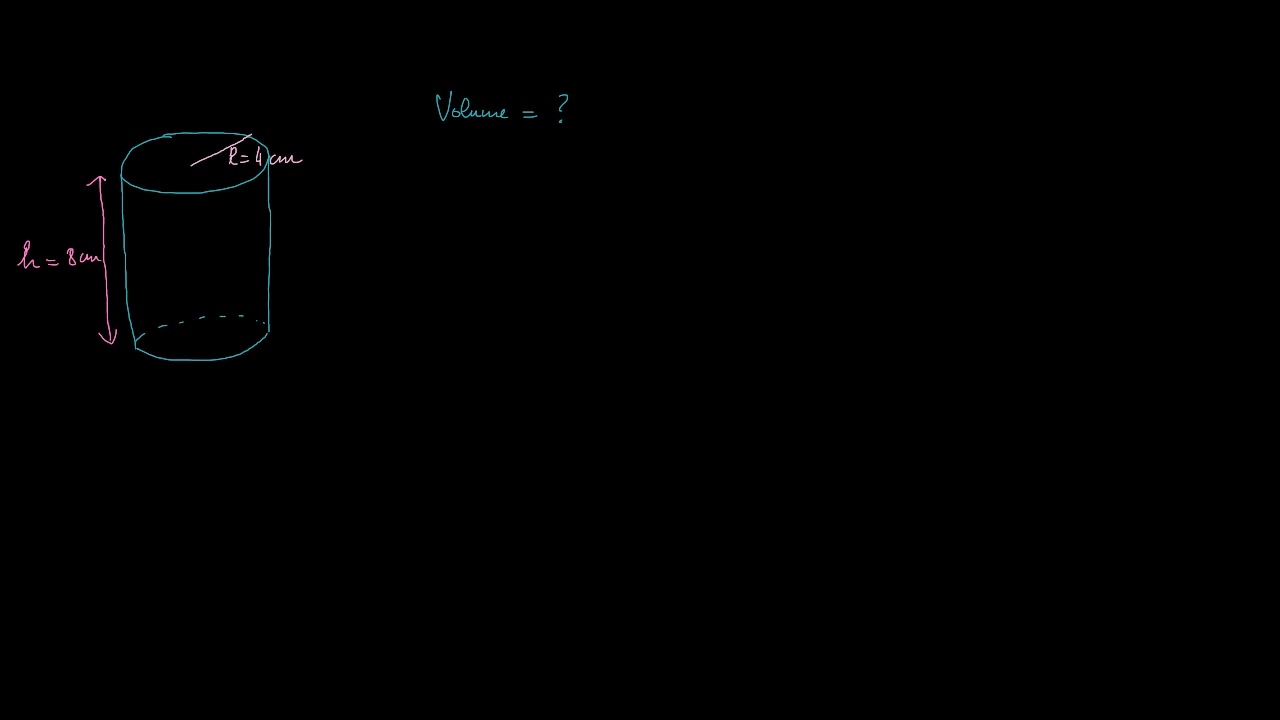 Volume = ?
R = 4 cm
h = 8 cm